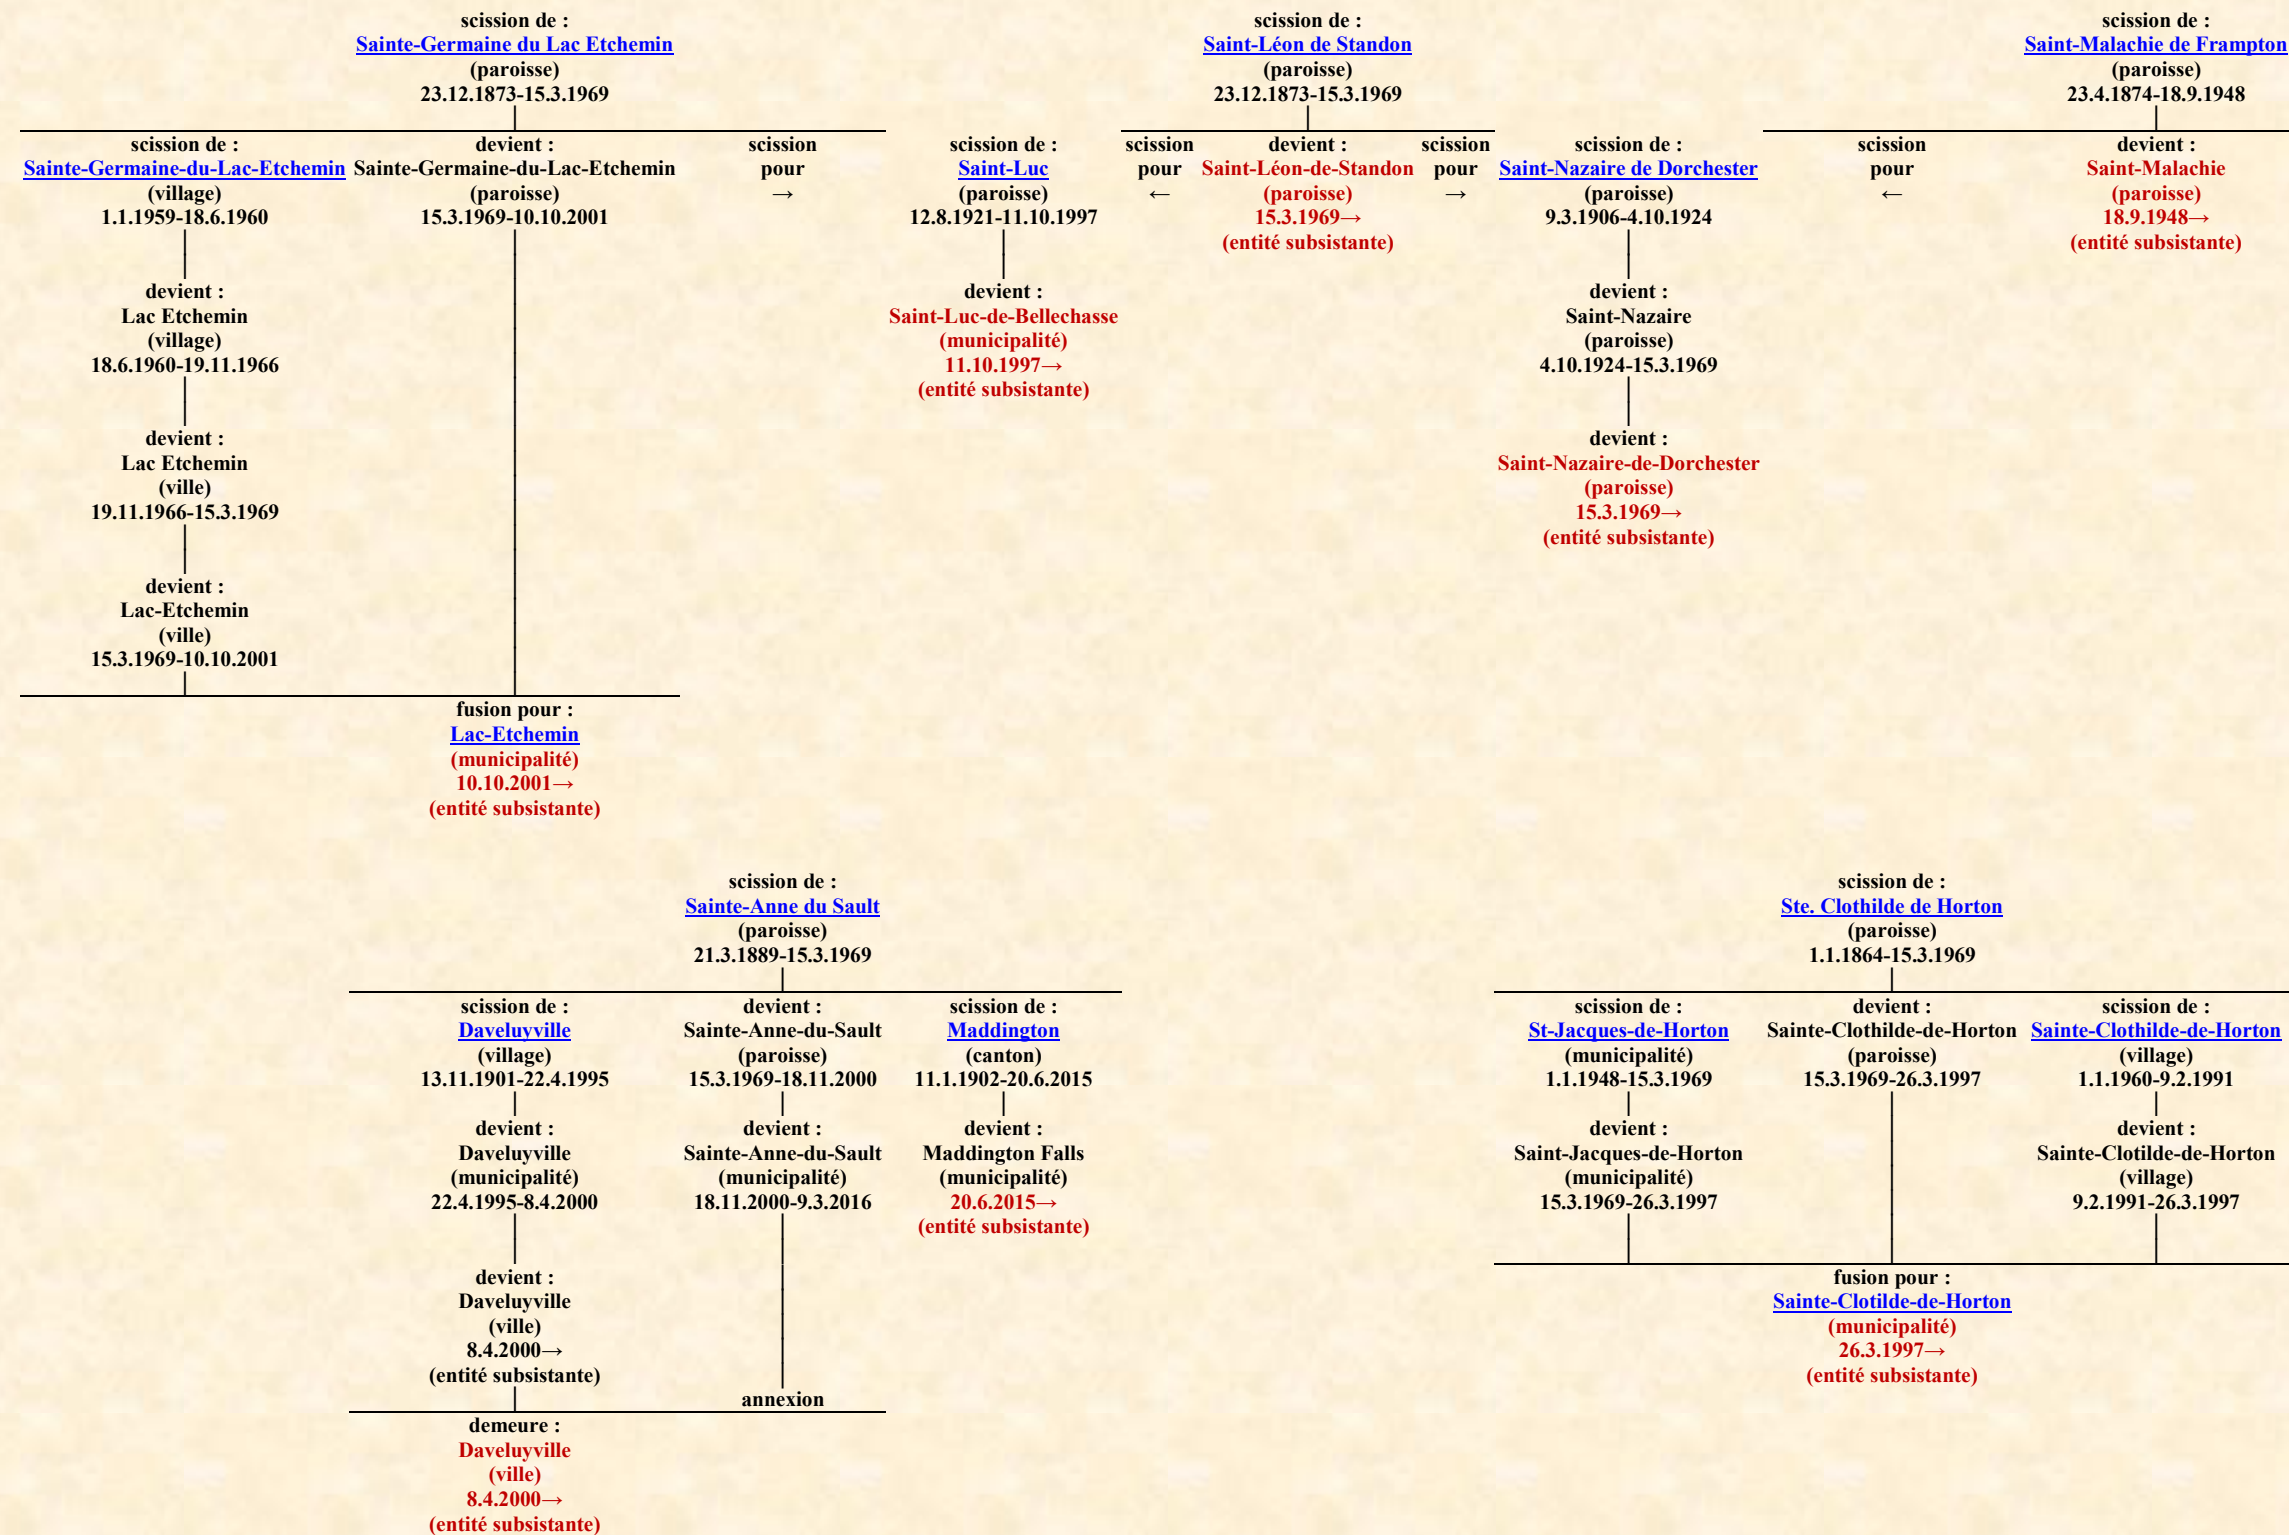 scission de :
Sainte-Germaine du Lac Etchemin
(paroisse)
23.12.1873-15.3.1969
scission de :
Saint-Léon de Standon
(paroisse)
23.12.1873-15.3.1969
scission de :
Saint-Malachie de Frampton
(paroisse)
23.4.1874-18.9.1948
scission de :
Sainte-Germaine-du-Lac-Etchemin
(village)
1.1.1959-18.6.1960
devient :
Sainte-Germaine-du-Lac-Etchemin
(paroisse)
15.3.1969-10.10.2001
scission
pour
→
scission de :
Saint-Luc
(paroisse)
12.8.1921-11.10.1997
scission
pour
←
devient :
Saint-Léon-de-Standon
(paroisse)
15.3.1969→
(entité subsistante)
scission
pour
→
scission de :
Saint-Nazaire de Dorchester
(paroisse)
9.3.1906-4.10.1924
scission
pour
←
devient :
Saint-Malachie
(paroisse)
18.9.1948→
(entité subsistante)
devient :
Lac Etchemin
(village)
18.6.1960-19.11.1966
devient :
Saint-Luc-de-Bellechasse
(municipalité)
11.10.1997→
(entité subsistante)
devient :
Saint-Nazaire
(paroisse)
4.10.1924-15.3.1969
devient :
Lac Etchemin
(ville)
19.11.1966-15.3.1969
devient :
Saint-Nazaire-de-Dorchester
(paroisse)
15.3.1969→
(entité subsistante)
devient :
Lac-Etchemin
(ville)
15.3.1969-10.10.2001
fusion pour :
Lac-Etchemin
(municipalité)
10.10.2001→
(entité subsistante)
scission de :
Sainte-Anne du Sault
(paroisse)
21.3.1889-15.3.1969
scission de :
Daveluyville
(village)
13.11.1901-22.4.1995
devient :
Sainte-Anne-du-Sault
(paroisse)
15.3.1969-18.11.2000
scission de :
Maddington
(canton)
11.1.1902-20.6.2015
devient :
Daveluyville
(municipalité)
22.4.1995-8.4.2000
devient :
Sainte-Anne-du-Sault
(municipalité)
18.11.2000-9.3.2016
devient :
Maddington Falls
(municipalité)
20.6.2015→
(entité subsistante)
devient :
Daveluyville
(ville)
8.4.2000→
(entité subsistante)
annexion
demeure :
Daveluyville
(ville)
8.4.2000→
(entité subsistante)
scission de :
Ste. Clothilde de Horton
(paroisse)
1.1.1864-15.3.1969
scission de :
St-Jacques-de-Horton
(municipalité)
1.1.1948-15.3.1969
devient :
Sainte-Clothilde-de-Horton
(paroisse)
15.3.1969-26.3.1997
scission de :
Sainte-Clothilde-de-Horton
(village)
1.1.1960-9.2.1991
devient :
Saint-Jacques-de-Horton
(municipalité)
15.3.1969-26.3.1997
devient :
Sainte-Clotilde-de-Horton
(village)
9.2.1991-26.3.1997
fusion pour :
Sainte-Clotilde-de-Horton
(municipalité)
26.3.1997→
(entité subsistante)